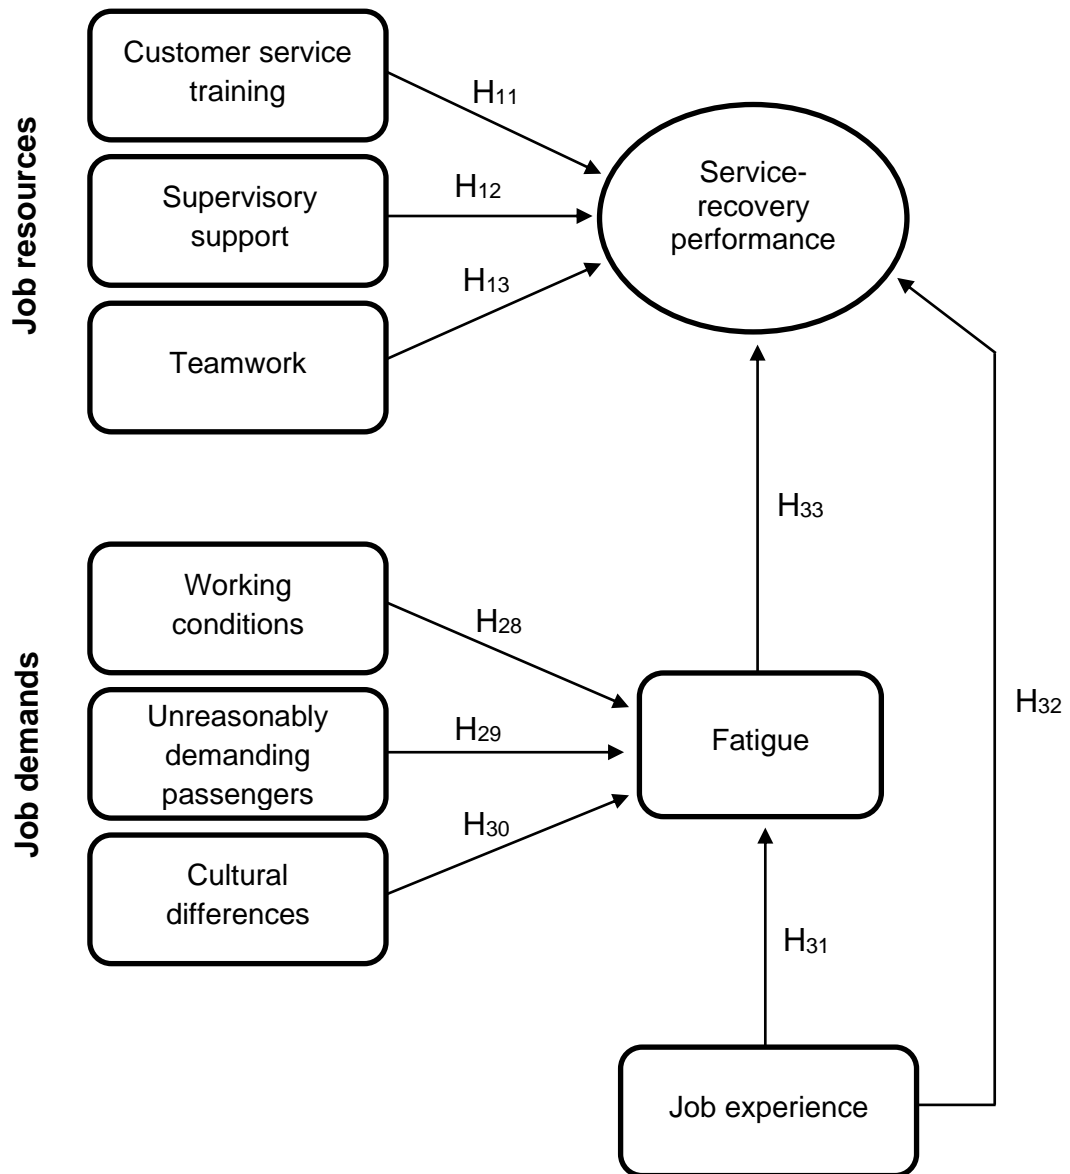 Job resources
Customer service
training
H11
Supervisory
support
H12
Teamwork
H13
Service-
recovery
performance
H33
H32
Job demands
Working
conditions
H28
Unreasonably
demanding
passengers
H29
Cultural
differences
H30
Fatigue
H31
Job experience